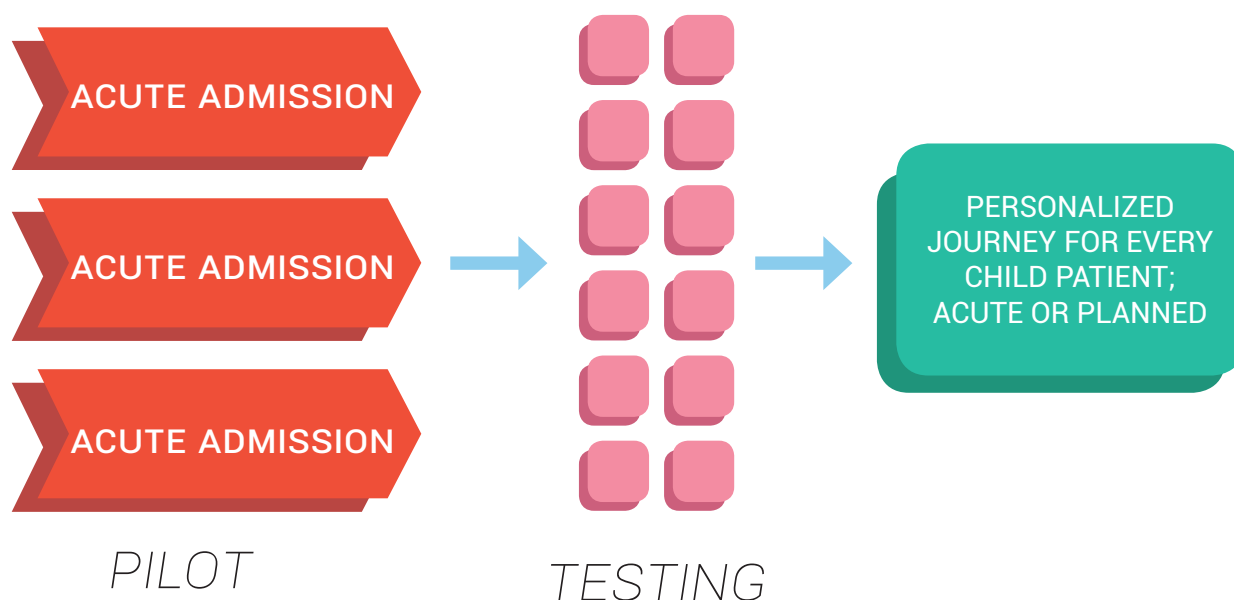 ACUTE ADMISSION
ACUTE ADMISSION
ACUTE ADMISSION
PILOT
TESTING
PERSONALIZED
JOURNEY FOR EVERY
CHILD PATIENT;
ACUTE OR PLANNED